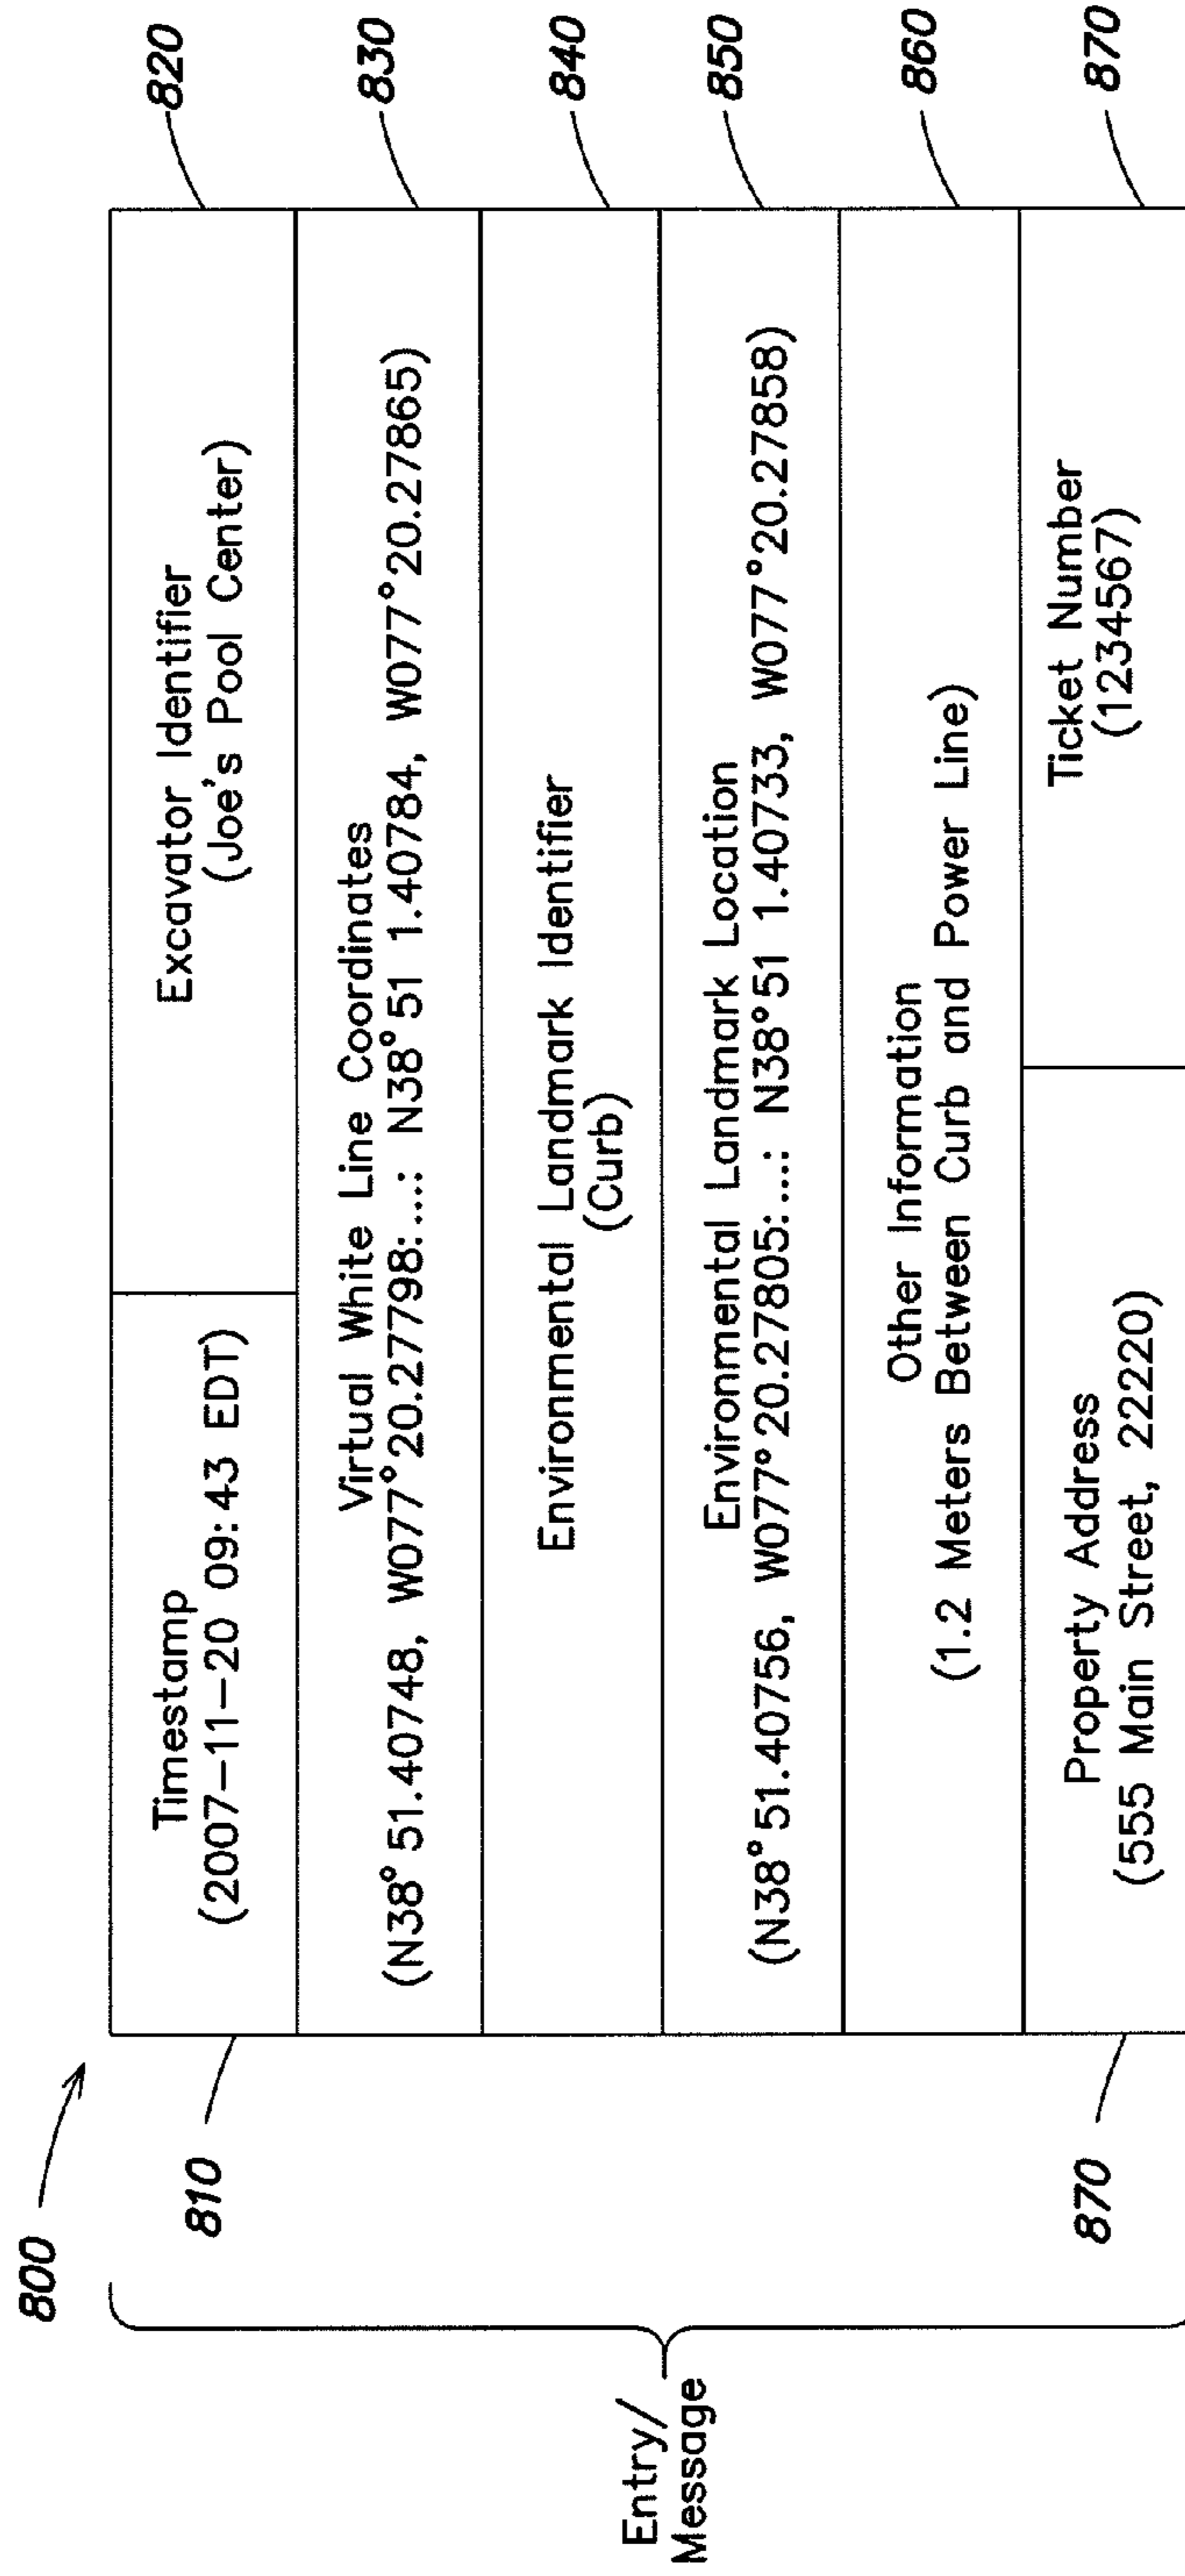 800
810
Timestamp
(2007-11-20 09:43 EDT)
Excavator Identifier
(Joe's Pool Center)
820
Virtual White Line Coordinates
(N38°51.40748, W077°20.27798:...: N38°51 1.40784, W077°20.27865)
830
Environmental Landmark Identifier
(Curb)
840
Entry/
Message
Environmental Landmark Location
(N38°51.40756, W077°20.27805:...: N38°51 1.40733, W077°20.27858)
850
Other Information
(1.2 Meters Between Curb and Power Line)
860
870
Property Address
(555 Main Street, 22220)
Ticket Number
(1234567)
870